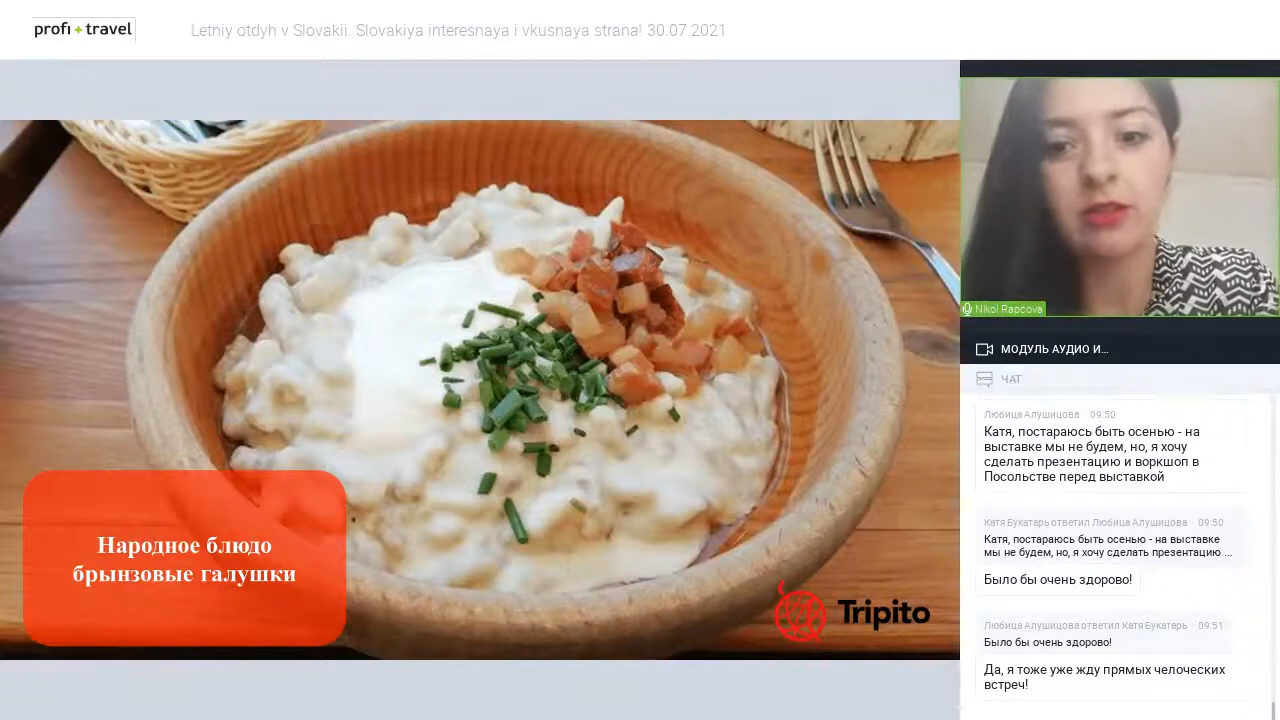 profi + travel
Letniy otdyh v Slovakii. Slovakiya interesnaya i vkusnaya strana! 30.07.2021
Народное блюдо
брынзовые галушки
Tripito
Nikol Rapcova
МОДУЛЬ АУДИО И...
ЧАТ
Любица Алушицова 09:50
Катя, постараюсь быть осенью - на
выставке мы не будем, но, я хочу
сделать презентацию и воркшоп в
Посольстве перед выставкой
Катя Букатарь ответил Любица Алушицова 09:50
Катя, постараюсь быть осенью - на выставке
мы не будем, но, я хочу сделать презентацию ...
Было бы очень здорово!
Любица Алушицова ответил Катя Букатарь 09:51
Было бы очень здорово!
Да, я тоже уже жду прямых челоческих
встреч!